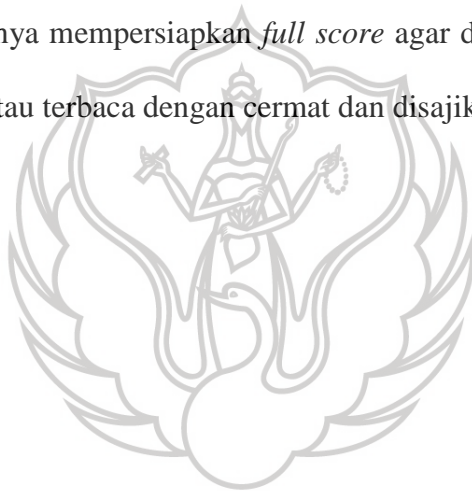 nya mempersiapkan full score agar d
tau terbaca dengan cermat dan disajik